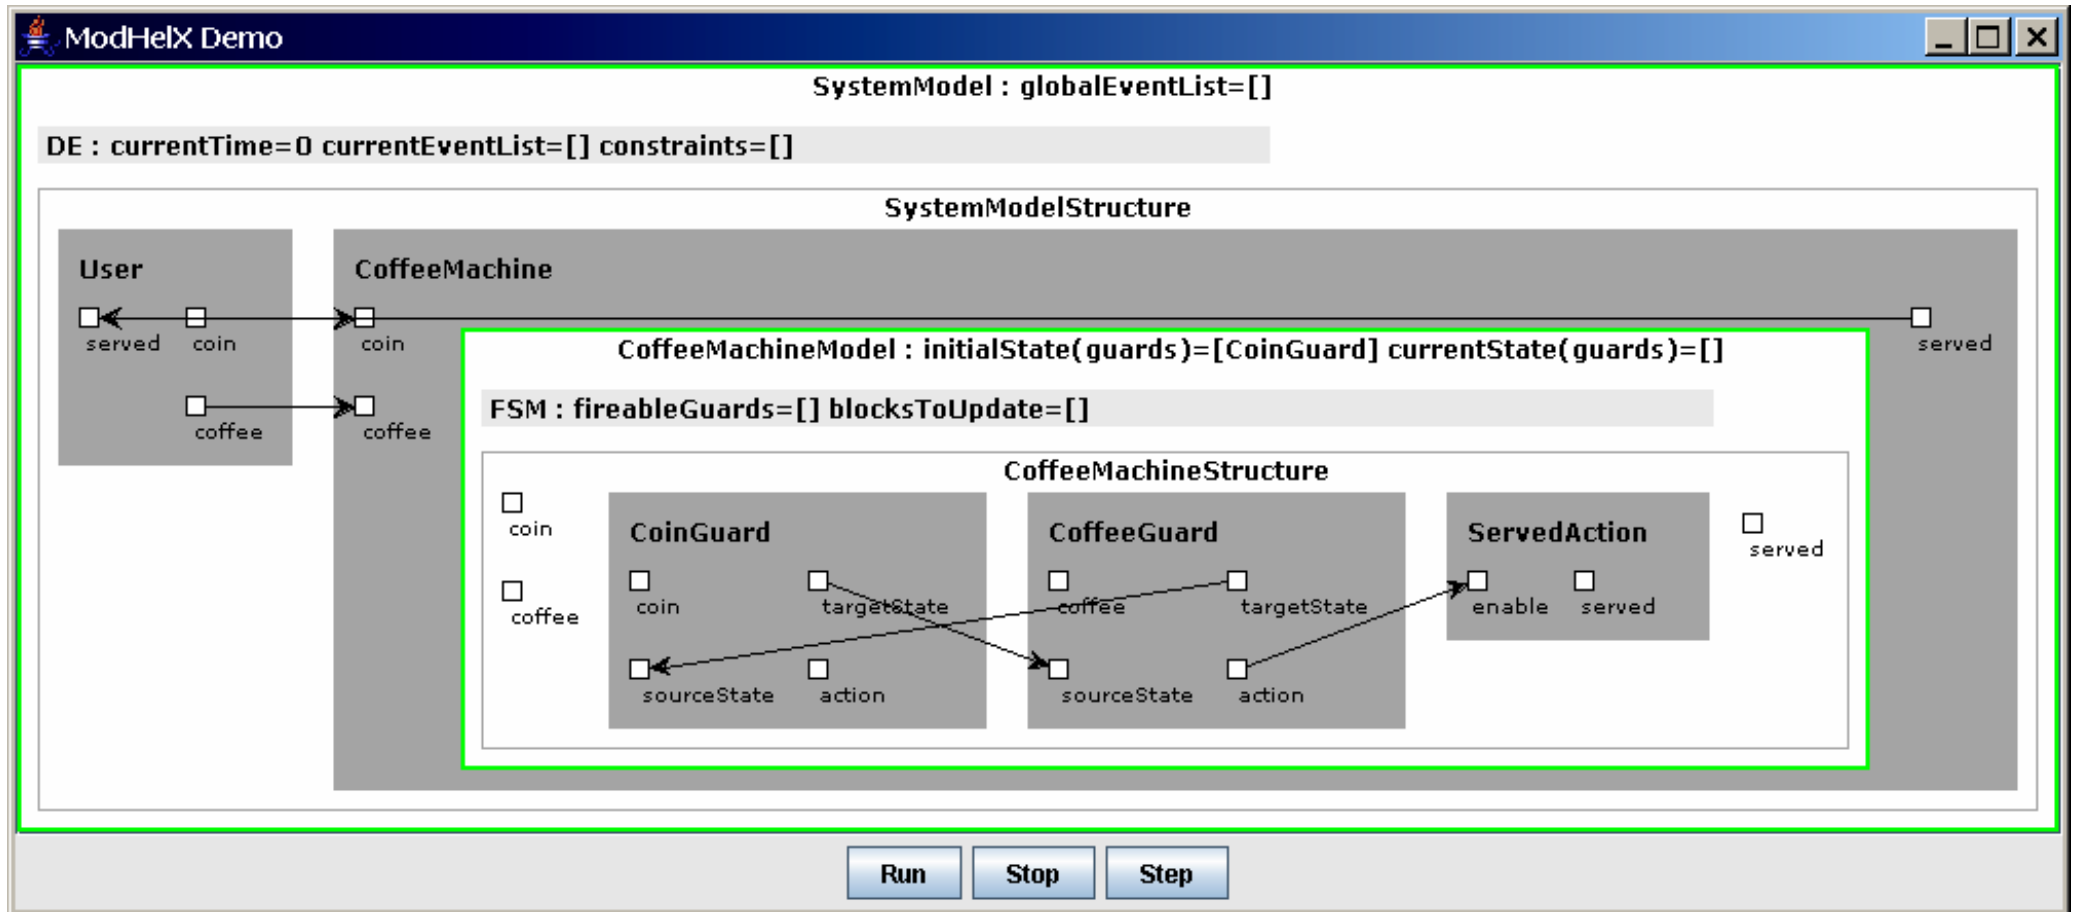 ModHelX Demo
SystemModel : globalEventList=[]
DE : currentTime=0 currentEventList=[] constraints=[]
SystemModelStructure
User
CoffeeMachine
served coin
coin
served
coffee
coffee
CoffeeMachineModel : initialState(guards)=[CoinGuard] currentState(guards)=[]
FSM : fireableGuards=[] blocksToUpdate=[]
CoffeeMachineStructure
coin
coffee
CoinGuard
coin targetState
sourceState action
CoffeeGuard
coffee targetState
sourceState action
ServedAction
enable served
served
Run Stop Step